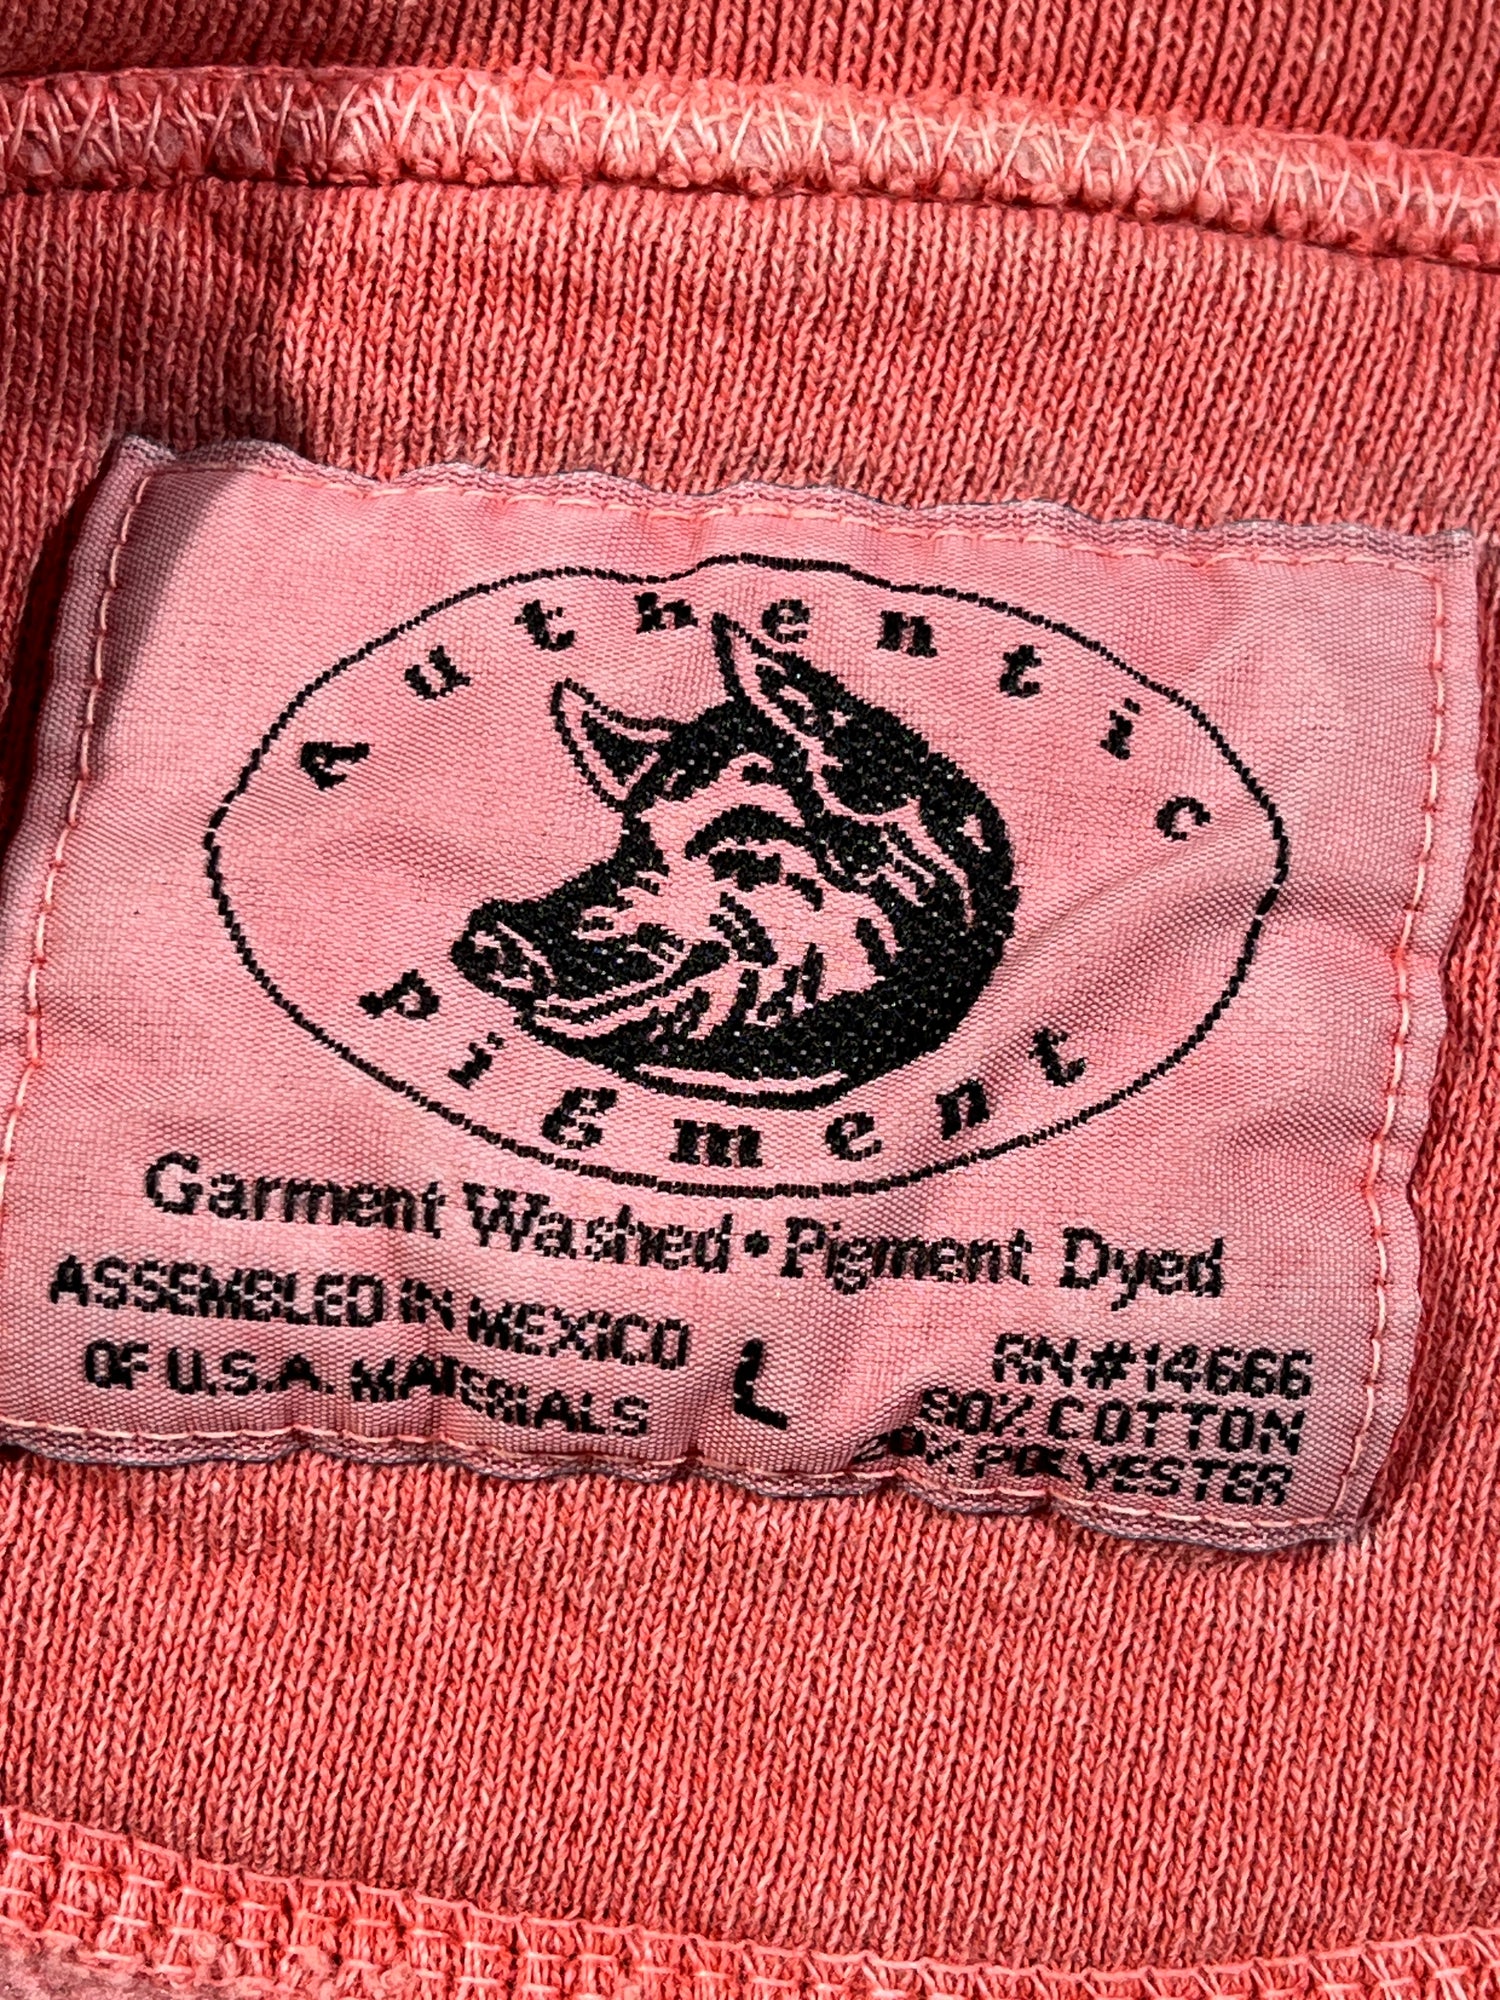 Authentic
Pigment
Garment Washed • Pigment Dyed
ASSEMBLED IN MEXICO
OF U.S.A. MATERIALS
L
RN#14666
COTTON
POLYESTER